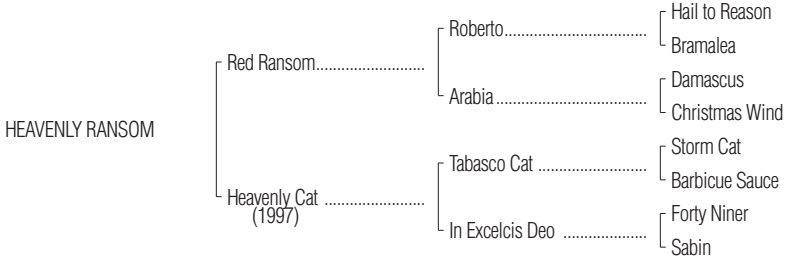 Hail to Reason
Roberto..................................
Bramalea
Red Ransom..........................
Damascus
Arabia....................................
Christmas Wind
HEAVENLY RANSOM
Storm Cat
Tabasco Cat ..........................
Barbicue Sauce
Heavenly Cat ........................
(1997)
Forty Niner
In Excelcis Deo ....................
Sabin